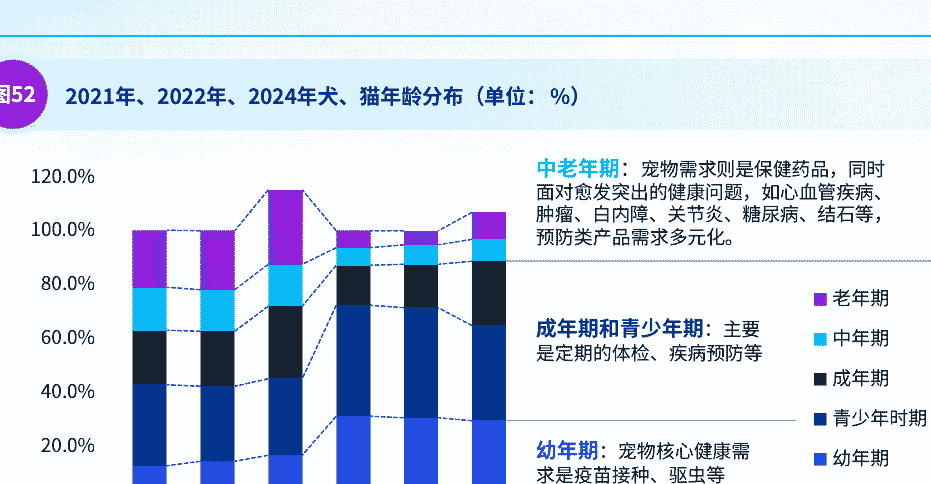 图52
2021年、2022年、2024年犬、猫年龄分布（单位：%）
120.0%
100.0%
80.0%
60.0%
40.0%
20.0%
中老年期：宠物需求则是保健药品，同时
面对愈发突出的健康问题，如心血管疾病、
肿瘤、白内障、关节炎、糖尿病、结石等，
预防类产品需求多元化。
成年期和青少年期：主要
是定期的体检、疾病预防等
幼年期：宠物核心健康需
求是疫苗接种、驱虫等
老年期
中年期
成年期
青少年时期
幼年期